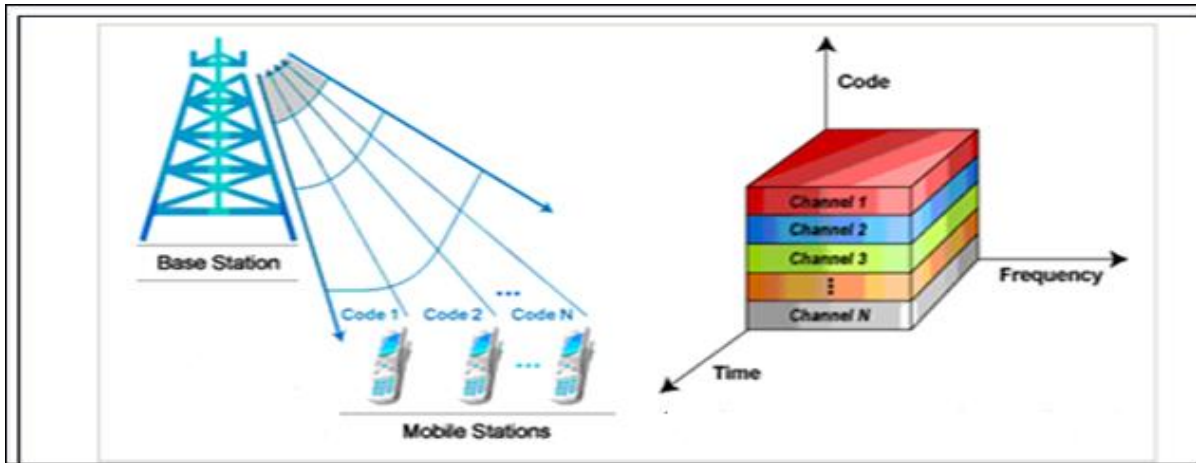 Base Station
Code 1
Code 2
...
Code N
...
Mobile Stations
Code
Channel 1
Channel 2
Channel 3
⋮
Channel N
Frequency
Time